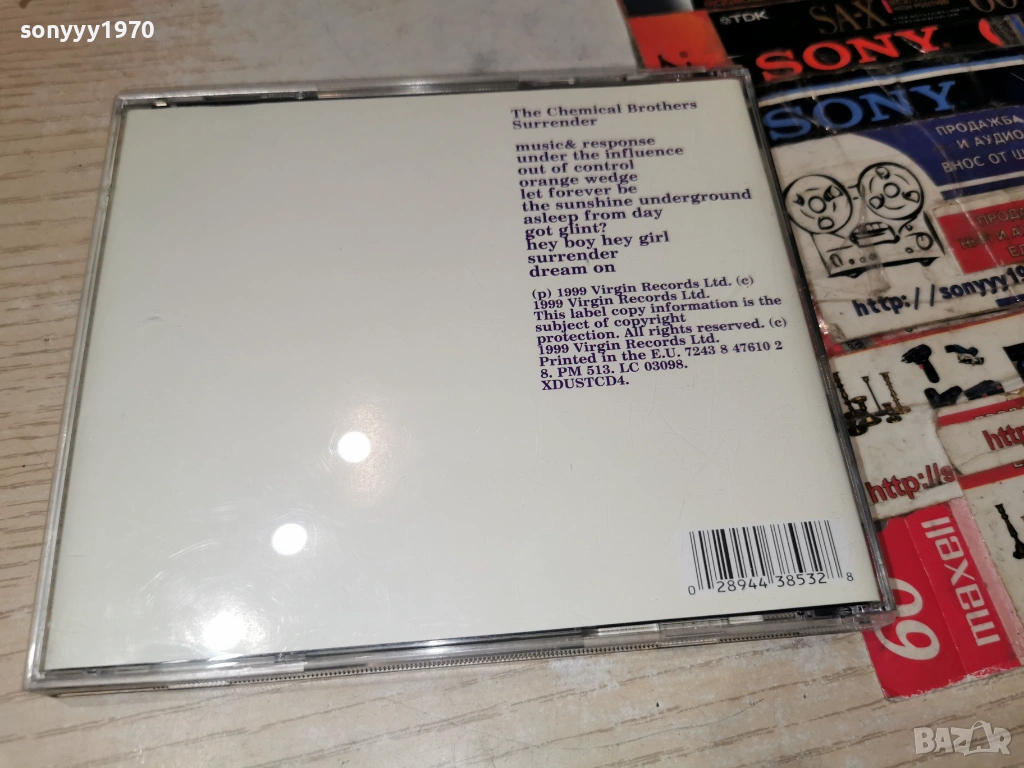 sonyyy1970
TDK
SA-X
60
SONY
SONY
ПРОДАЖБА
И АУДИО
ВНОС ОТ
The Chemical Brothers
Surrender
music& response
under the influence
out of control
orange wedge
let forever be
the sunshine underground
asleep from day
got glint?
hey boy hey girl
surrender
dream on
(p) 1999 Virgin Records Ltd. (c)
1999 Virgin Records Ltd.
This label copy information is the
subject of copyright
protection. All rights reserved. (c)
1999 Virgin Records Ltd.
Printed in the E.U. 7243 8 47610 2
8. PM 513. LC 03098.
XDUSTCD4.
http://sonyyy19
http
http://s
0 28944 38532 8
maxell
60
BAZAR